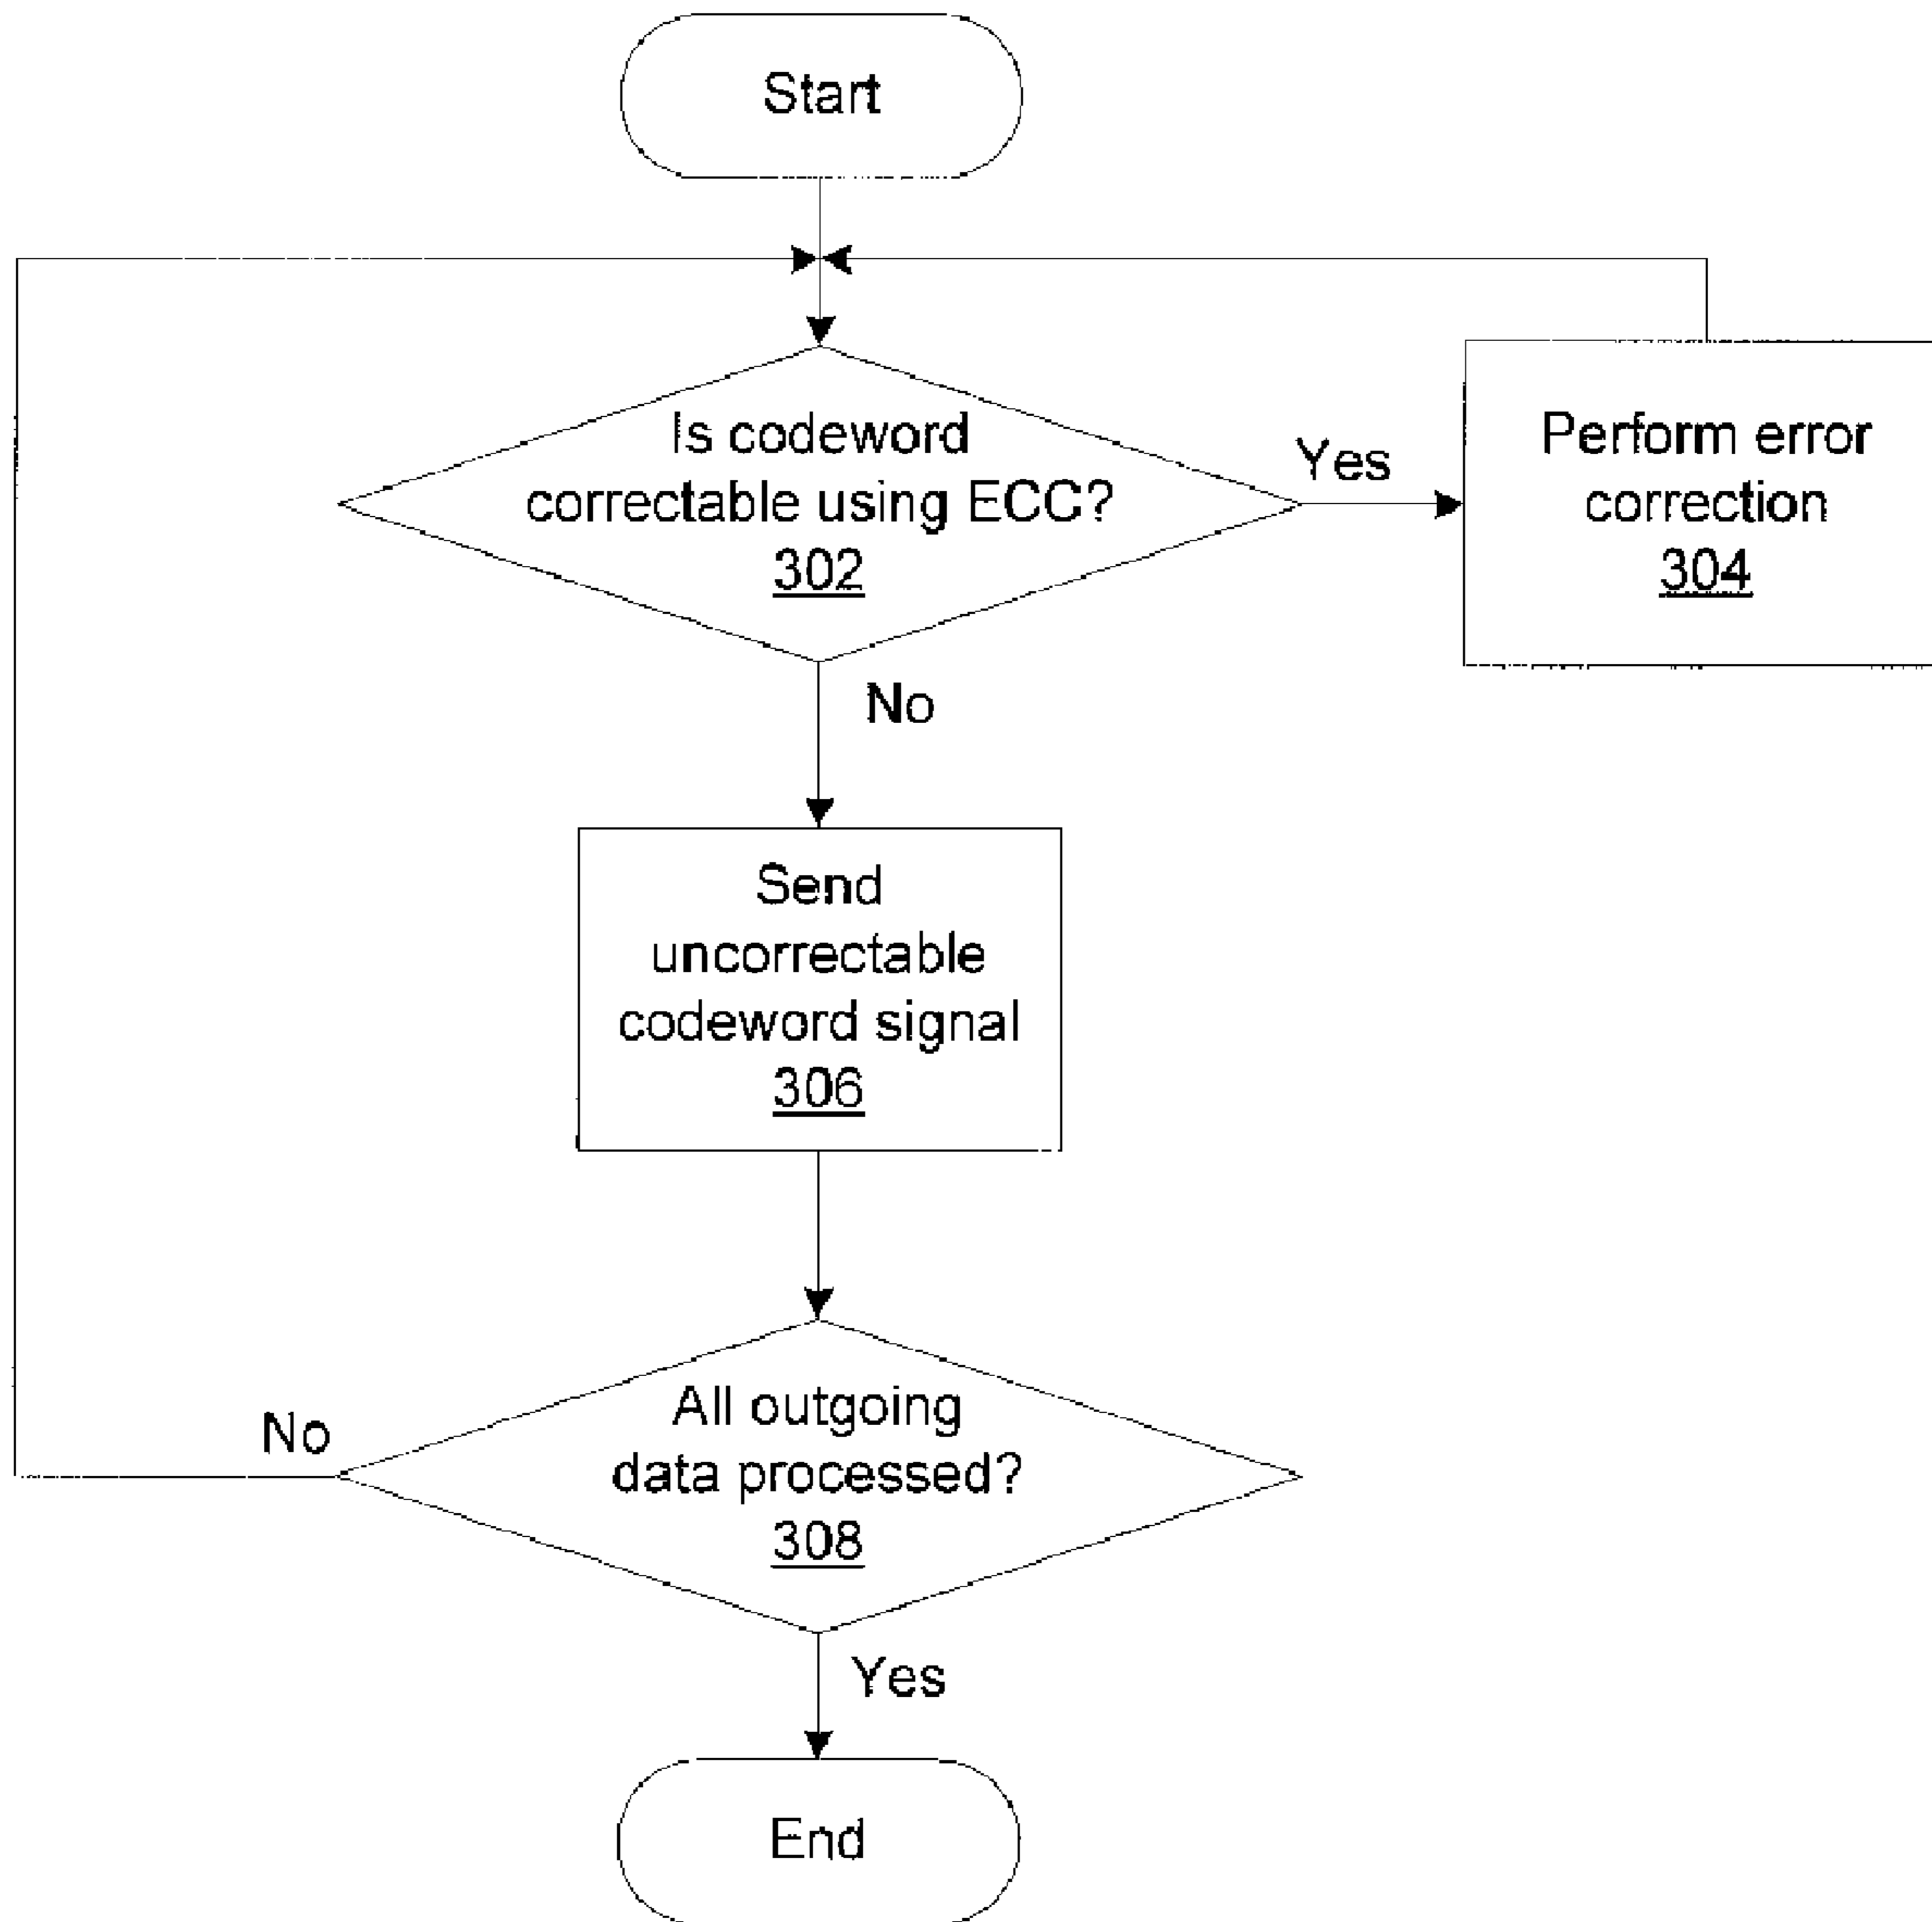 Start
Is codeword
correctable using ECC?
302
Yes
Perform error
correction
304
No
Send
uncorrectable
codeword signal
306
All outgoing
data processed?
308
No
Yes
End